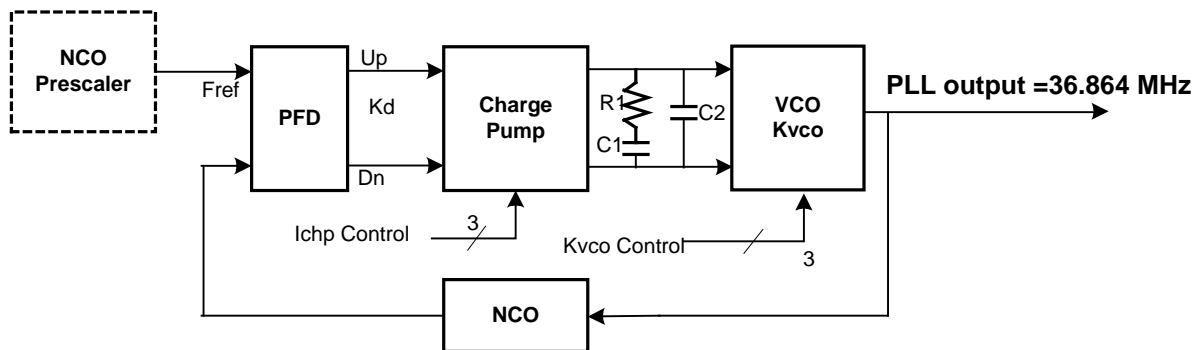 NCO
Prescaler
Fref
PFD
Up
Kd
Dn
Charge
Pump
R1
C1
C2
VCO
Kvco
PLL output =36.864 MHz
Ichp Control
3
Kvco Control
3
NCO